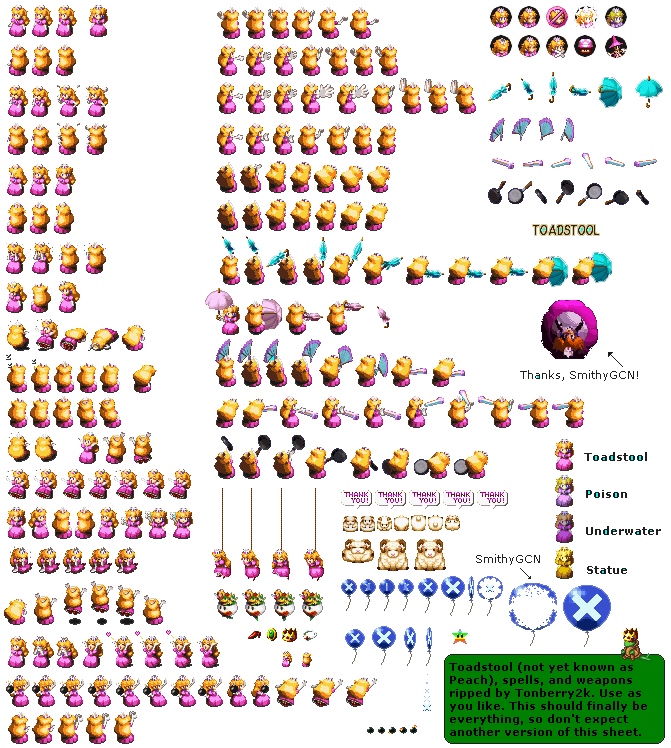 TOADSTOOL
Thanks, SmithyGCN!
Toadstool
THANK YOU!
THANK YOU!
THANK YOU!
THANK YOU!
THANK YOU!
Poison
Underwater
SmithyGCN
Statue
Toadstool (not yet known as
Peach), spells, and weapons
ripped by Tonberry2k. Use as
you like. This should finally be
everything, so don't expect
another version of this sheet.